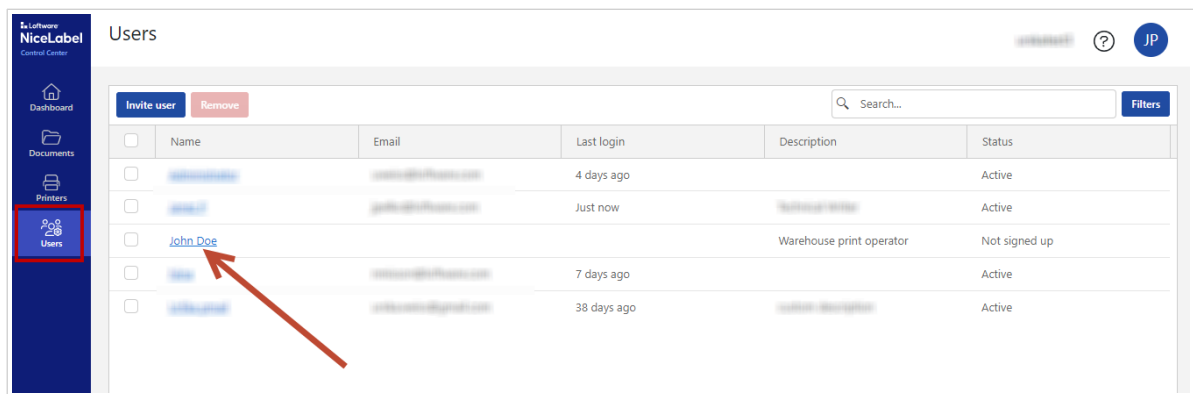 Loftware
NiceLabel
Control Center
Users
?
JP
Dashboard
Documents
Printers
Users
Invite user Remove
Search... Filters
Name Email Last login Description Status
4 days ago Active
Just now Active
John Doe Warehouse print operator Not signed up
7 days ago Active
38 days ago Active